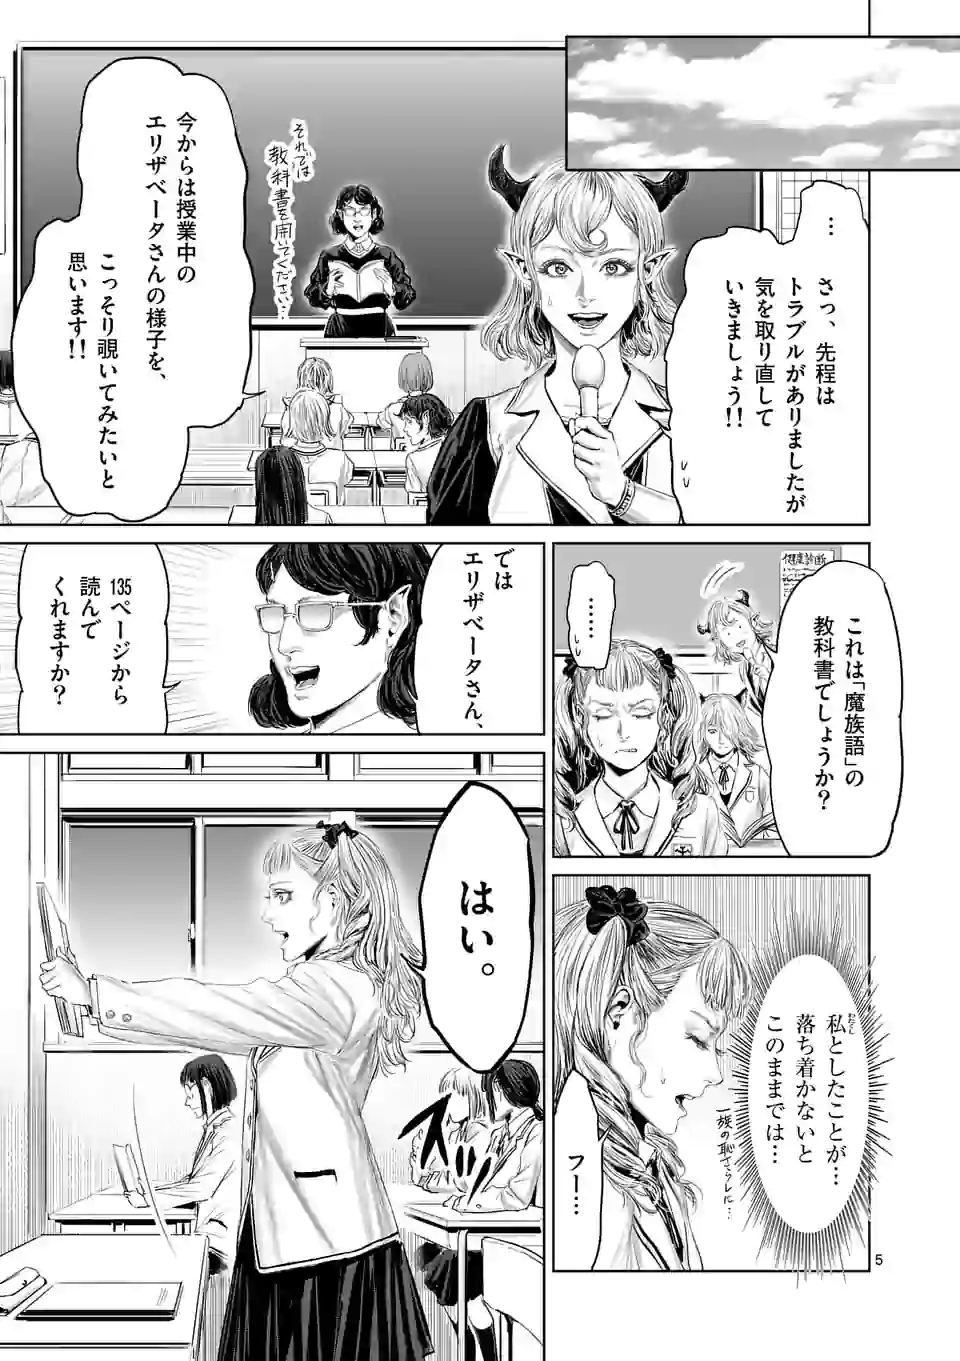 …
さっ、先程は
トラブルがありましたが
気を取り直して
いきましょう!!
それでは
教科書を開いてください…
今からは授業中の
エリザベータさんの様子を、
こっそり覗いてみたいと
思います!!
健康診断
これは「魔族語」の
教科書でしょうか?
……
私としたことが…
わたくし
落ち着かないと
このままでは…
一族の恥さらしに…
フー…
では
エリザベータさん、
135ページから
読んで
くれますか?
はい。
ズッ
5